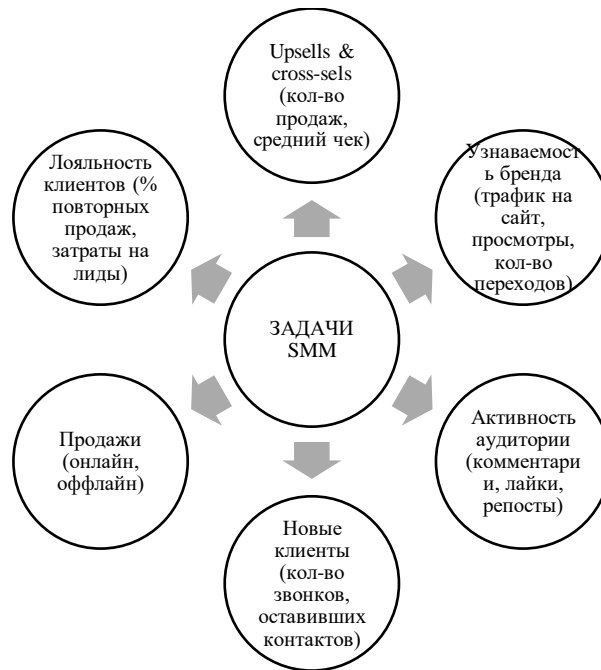 Upsells &
cross-sels
(кол-во
продаж,
средний чек)
Узнаваемост
ь бренда
(трафик на
сайт,
просмотры,
кол-во
переходов)
Активность
аудитории
(комментари
и, лайки,
репосты)
Новые
клиенты
(кол-во
звонков,
оставивших
контактов)
Продажи
(онлайн,
оффлайн)
Лояльность
клиентов (%
повторных
продаж,
затраты на
лиды)
ЗАДАЧИ
SMM